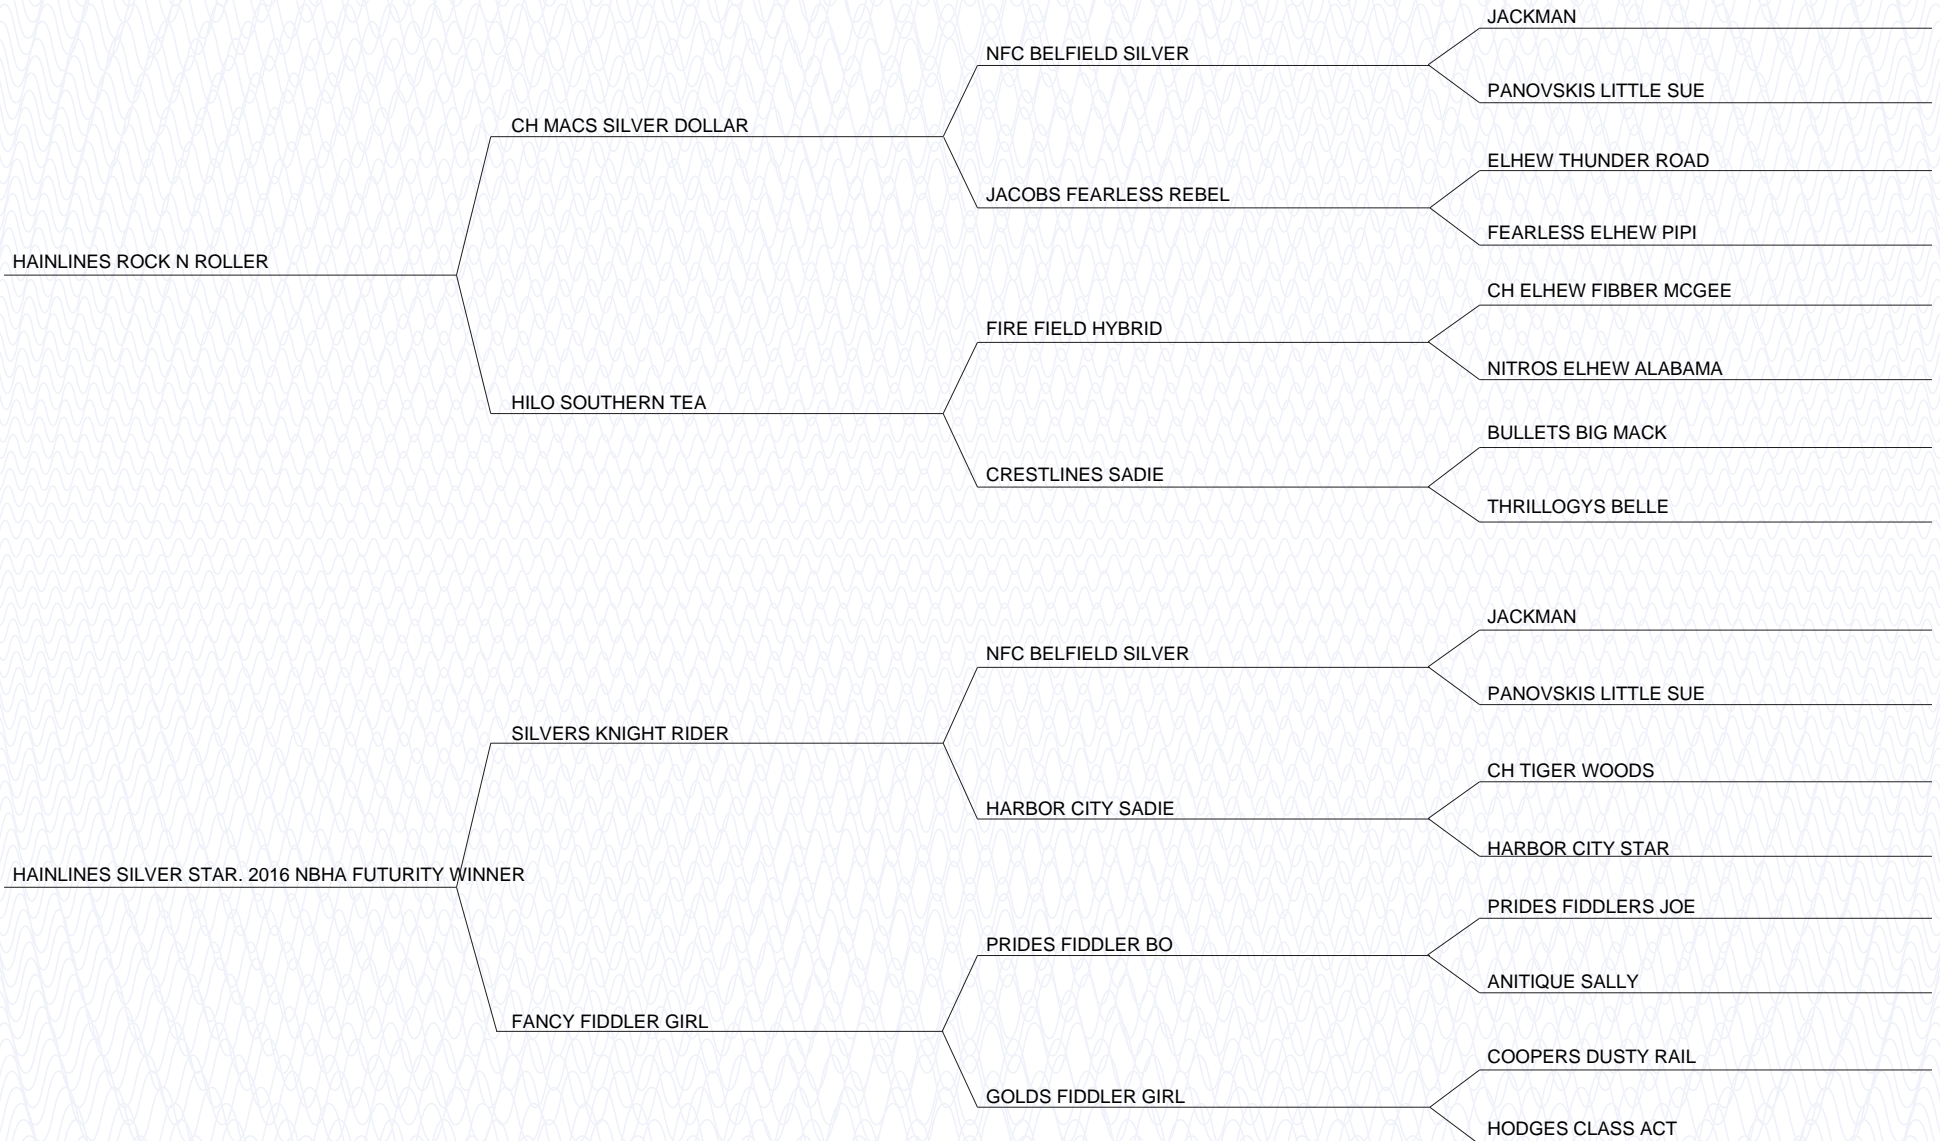 JACKMAN
NFC BELFIELD SILVER
PANOVSKIS LITTLE SUE
CH MACS SILVER DOLLAR
ELHEW THUNDER ROAD
JACOBS FEARLESS REBEL
FEARLESS ELHEW PIPI
HAINLINES ROCK N ROLLER
CH ELHEW FIBBER MCGEE
FIRE FIELD HYBRID
NITROS ELHEW ALABAMA
HILO SOUTHERN TEA
BULLETS BIG MACK
CRESTLINES SADIE
THRILLOGYS BELLE
JACKMAN
NFC BELFIELD SILVER
PANOVSKIS LITTLE SUE
SILVERS KNIGHT RIDER
CH TIGER WOODS
HARBOR CITY SADIE
HARBOR CITY STAR
HAINLINES SILVER STAR. 2016 NBHA FUTURITY WINNER
PRIDES FIDDLERS JOE
PRIDES FIDDLER BO
ANITIQUE SALLY
FANCY FIDDLER GIRL
COOPERS DUSTY RAIL
GOLDS FIDDLER GIRL
HODGES CLASS ACT